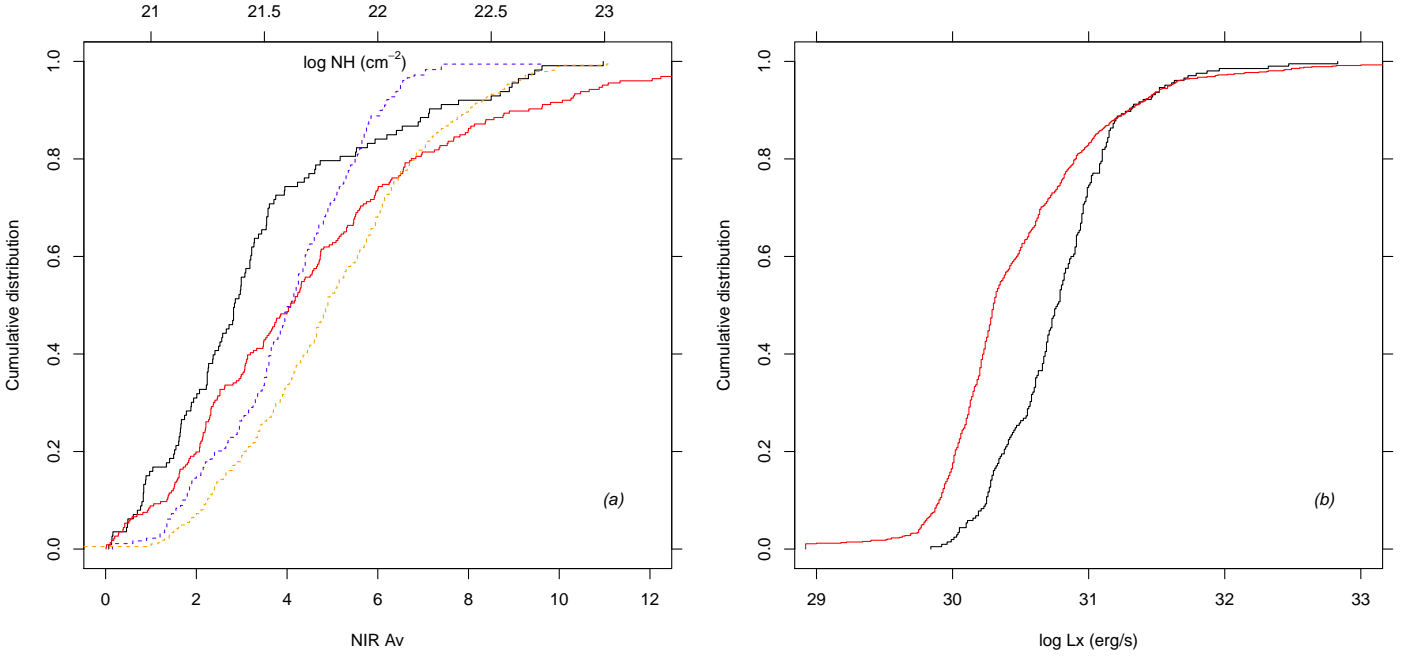 21 21.5 22 22.5 23
log NH (cm⁻²)
1.0
0.8
0.6
0.4
0.2
0.0
Cumulative distribution
(a)
0 2 4 6 8 10 12
NIR Av
1.0
0.8
0.6
0.4
0.2
0.0
Cumulative distribution
(b)
29 30 31 32 33
log Lx (erg/s)